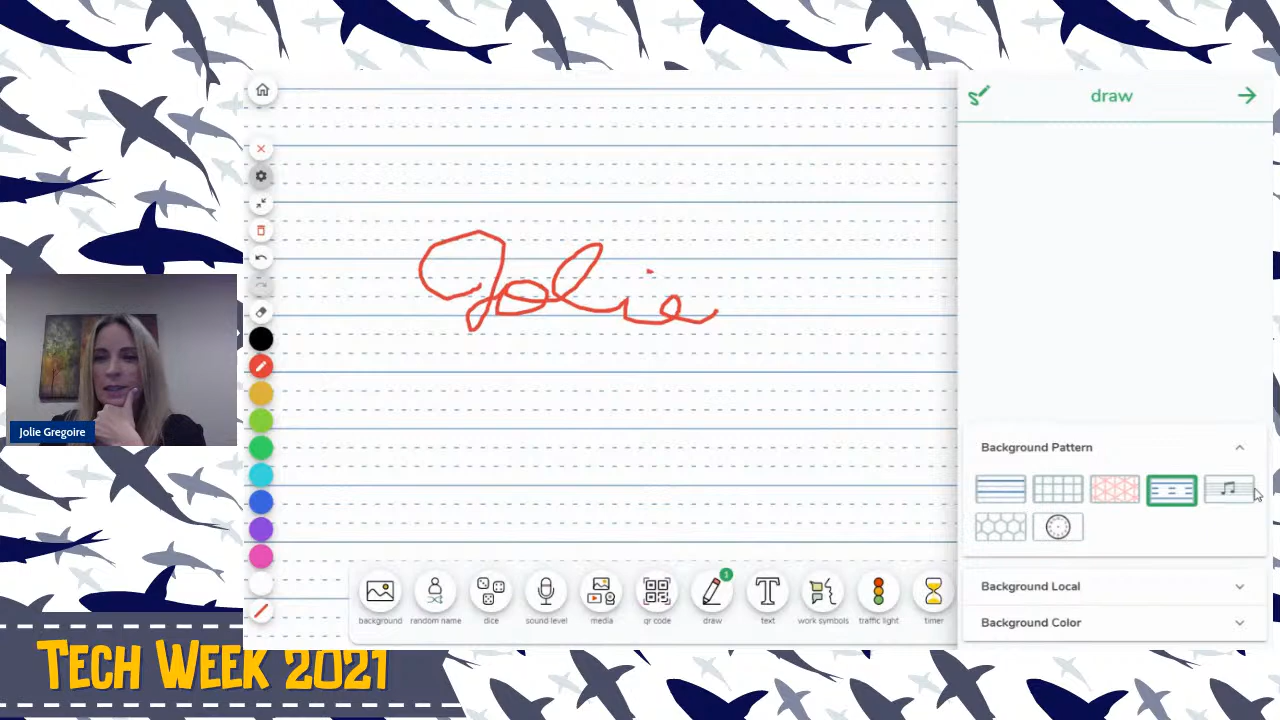 draw
Jolie
Jolie Gregoire
Background Pattern
Background Local
Background Color
1
background
random name
dice
sound level
media
qr code
draw
text
work symbols
traffic light
timer
TECH WEEK 2021